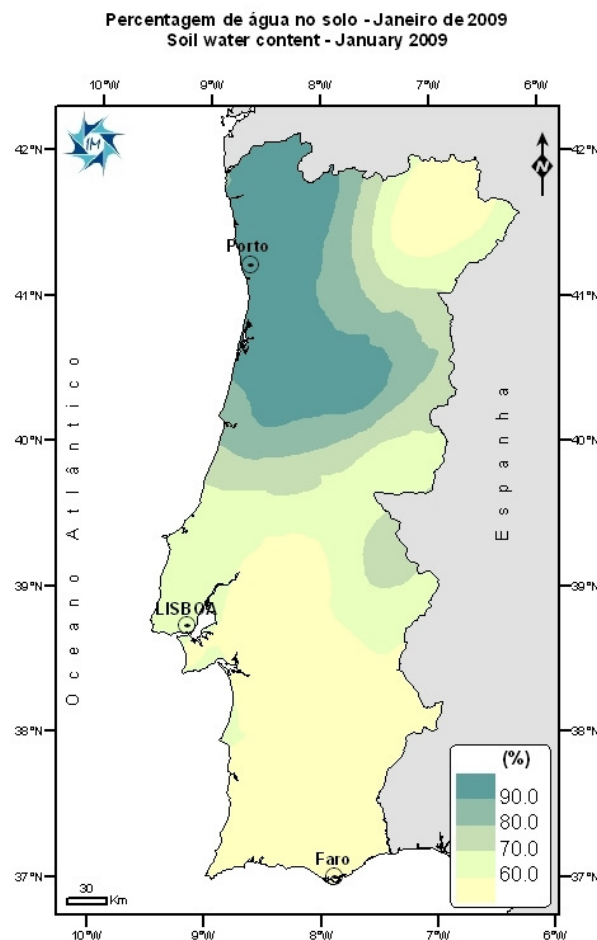 Percentagem de água no solo - Janeiro de 2009
Soil water content - January 2009
10°W 9°W 8°W 7°W 6°W
IM
N
42°N 42°N
Porto
41°N 41°N
Oceano Atlântico
Espanha
40°N 40°N
39°N 39°N
LISBOA
38°N 38°N
(%)
90.0
80.0
70.0
60.0
Faro
37°N 37°N
30
Km
10°W 9°W 8°W 7°W 6°W